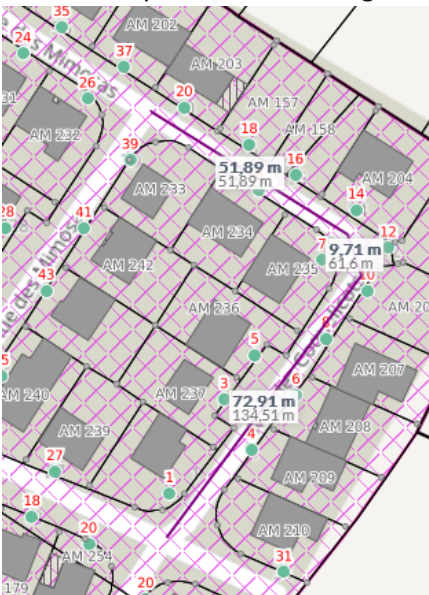 35
AM 202
24
37
AM 203
26
20
AM 157
AM 232
18
AM 158
39
16
AM 204
51,89 m
51,89 m
AM 233
14
28
41
AM 234
12
7
9,71 m
61,6 m
AM 242
AM 235
43
AM 236
8
5
AM 207
6
3
AM 237
72,91 m
134,51 m
AM 240
AM 208
AM 239
4
27
AM 209
1
18
AM 210
20
AM 254
31
179
20